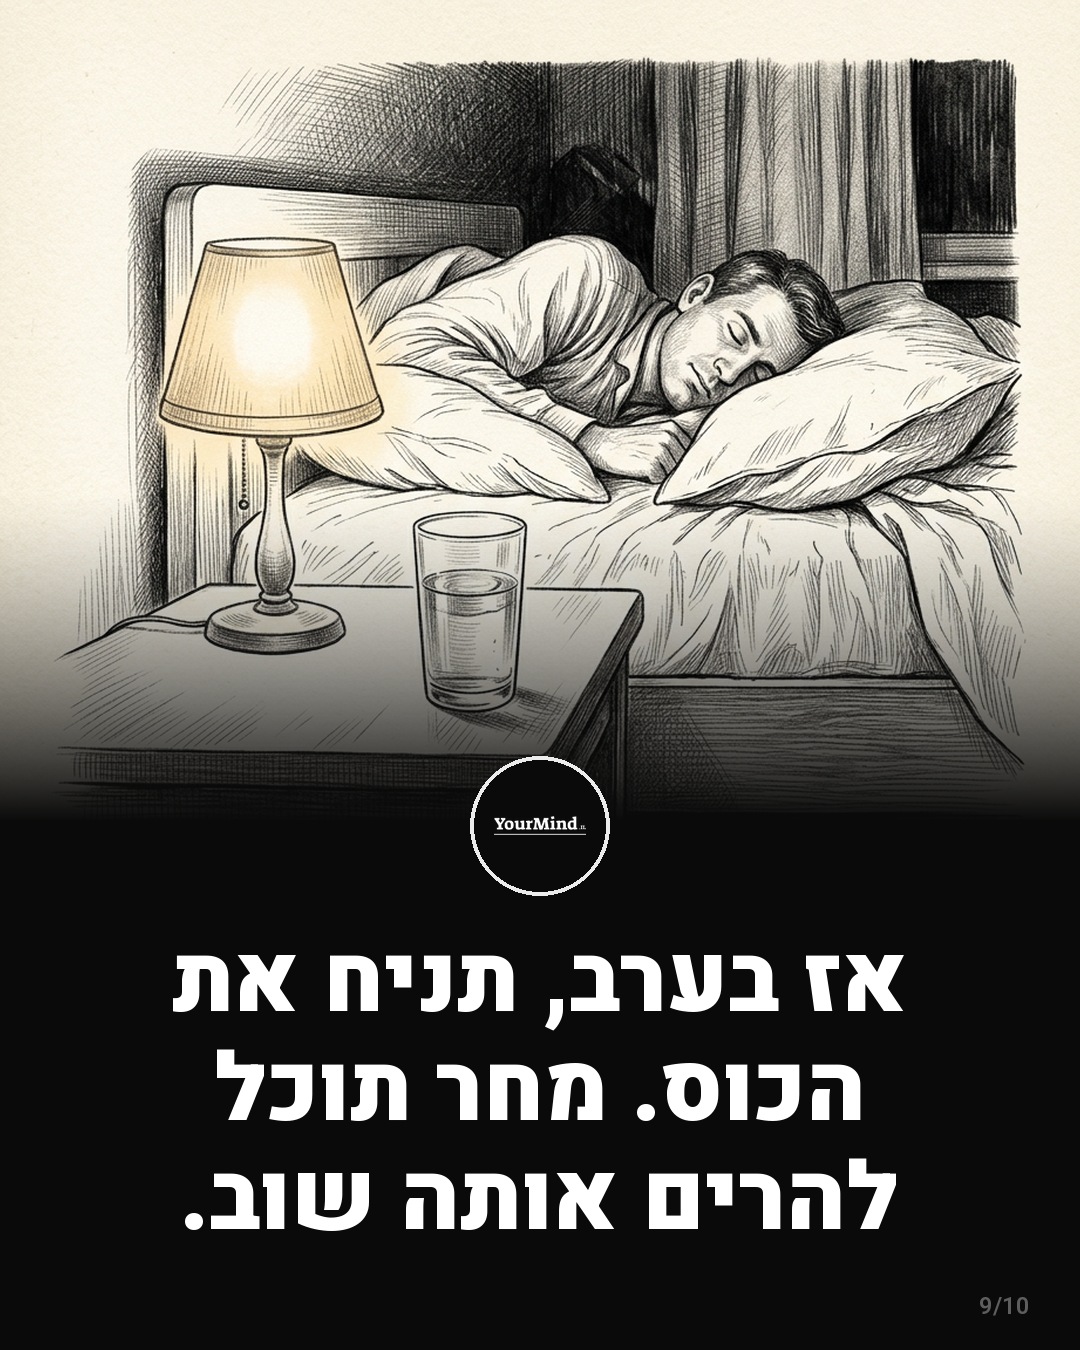 YourMind
אז בערב, תניח את
הכוס. מחר תוכל
להרים אותה שוב.
9/10